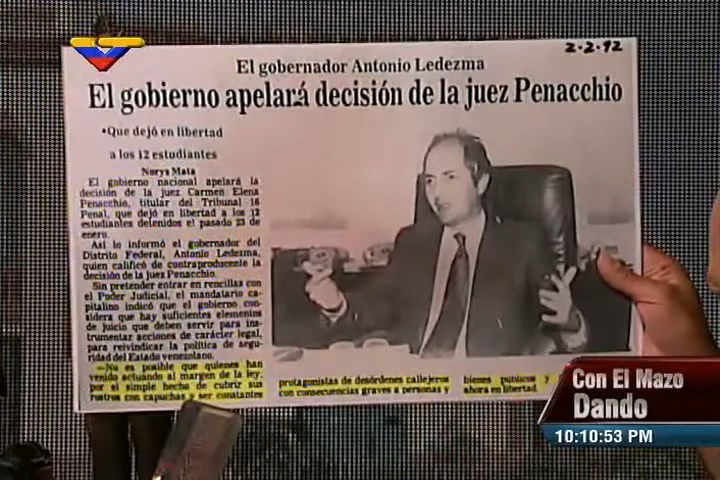 2-2-92
El gobernador Antonio Ledezma
El gobierno apelará decisión de la juez Penacchio
•Que dejó en libertad
a los 12 estudiantes
Norys Mata
El gobierno nacional apelará la
decisión de la juez Carmen Elena
Penacchio, titular del Tribunal 16
Penal, que dejó en libertad a los 12
estudiantes detenidos el pasado 23 de
enero.
Así lo informó el gobernador del
Distrito Federal, Antonio Ledezma,
quien calificó de contraproducente la
decisión de la juez Penacchio.
Sin pretender entrar en rencillas con
el Poder Judicial, el mandatario ca-
pitalino indicó que el gobierno con-
sidera que hay suficientes elementos
de juicio que deben servir para ins-
trumentar acciones de carácter legal,
para reivindicar la política de segu-
ridad del Estado venezolano.
—No es posible que quienes han
venido actuando al margen de la ley,
por el simple hecho de cubrir sus
rostros con capuchas y ser constantes
protagonistas de desórdenes callejeros
con consecuencias graves a personas y
bienes públicos y
ahora en libertad
Con El Mazo
Dando
10:10:53 PM